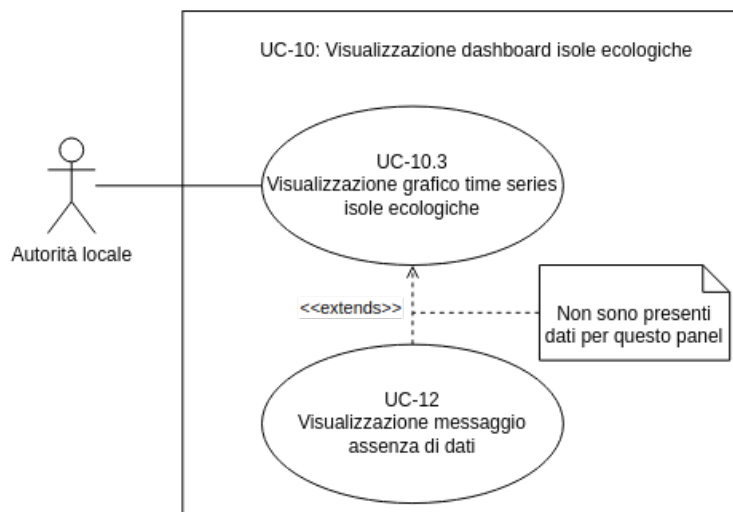 UC-10: Visualizzazione dashboard isole ecologiche
UC-10.3
Visualizzazione grafico time series
isole ecologiche
Autorità locale
<<extends>>
Non sono presenti
dati per questo panel
UC-12
Visualizzazione messaggio
assenza di dati